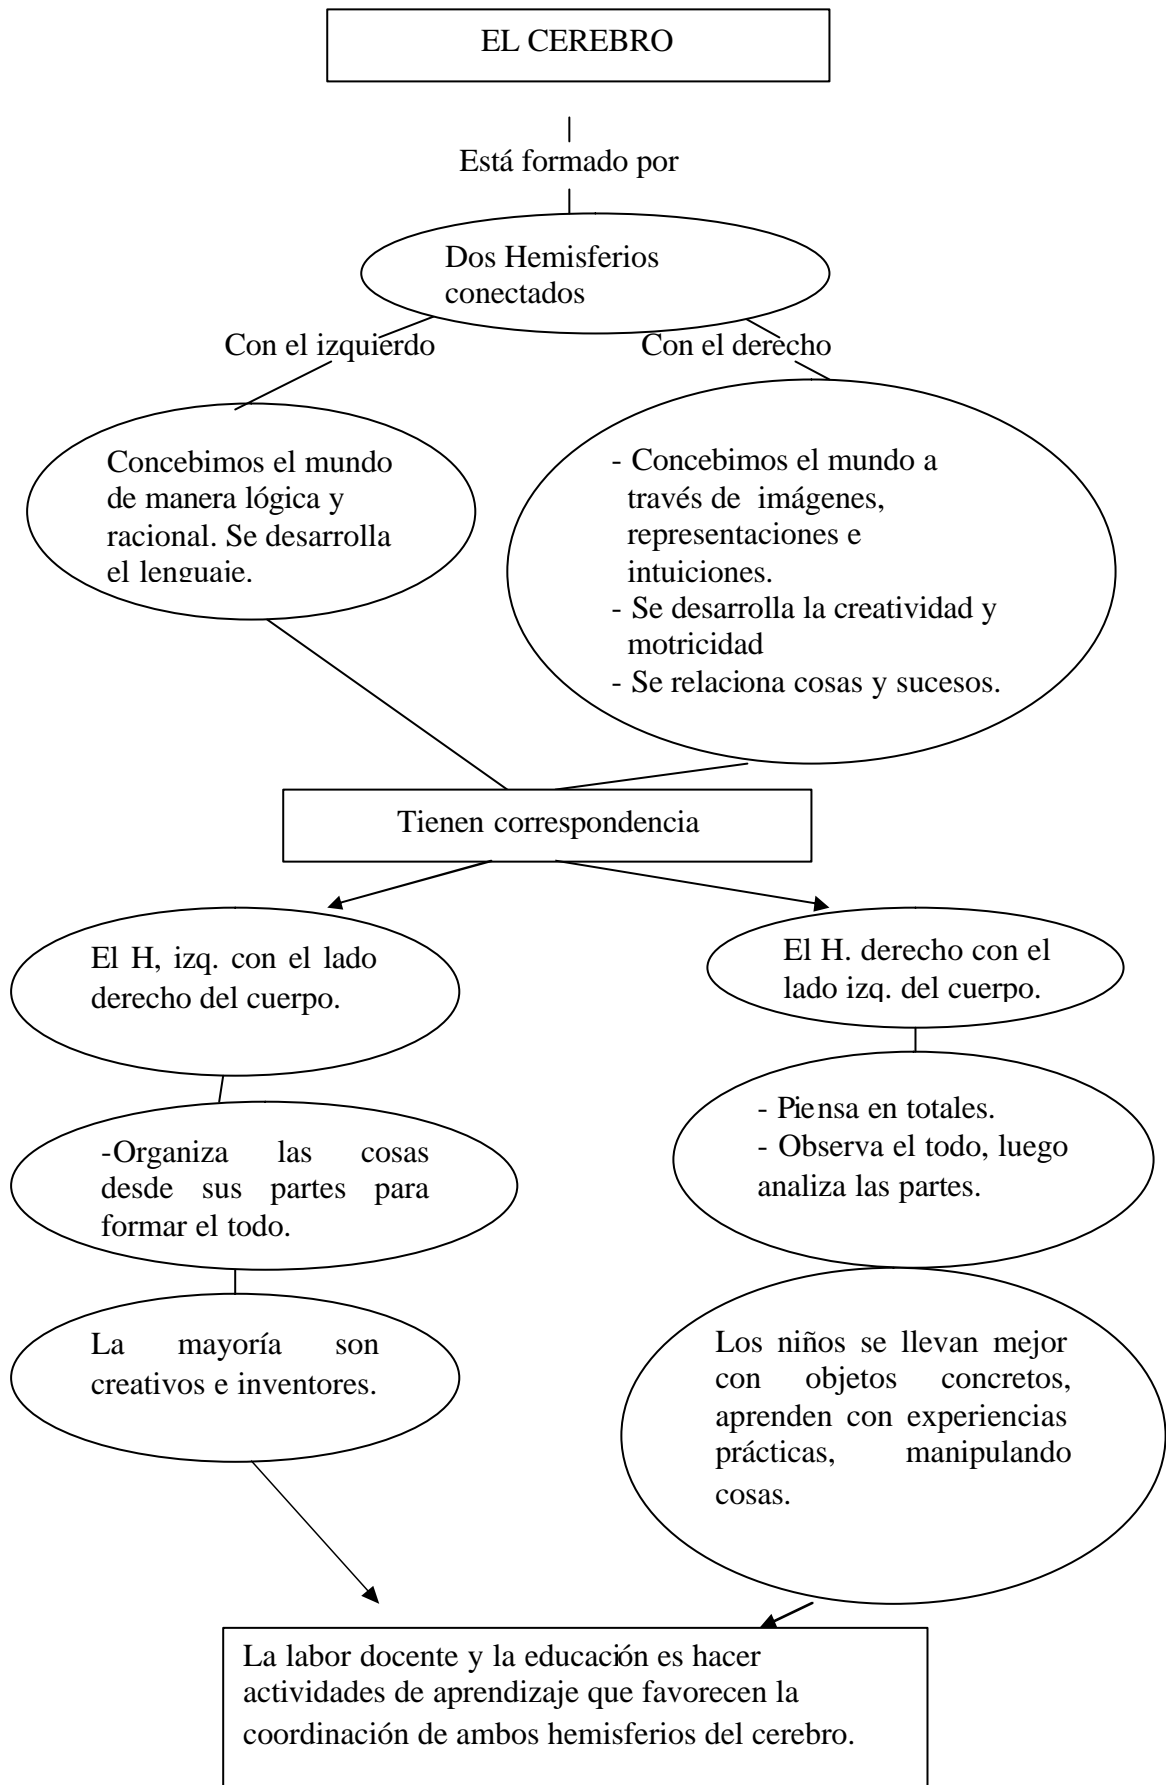 EL CEREBRO
Está formado por
Dos Hemisferios
conectados
Con el izquierdo
Con el derecho
Concebimos el mundo
de manera lógica y
racional. Se desarrolla
el lenguaje.
- Concebimos el mundo a
través de imágenes,
representaciones e
intuiciones.
- Se desarrolla la creatividad y
motricidad
- Se relaciona cosas y sucesos.
Tienen correspondencia
El H, izq. con el lado
derecho del cuerpo.
El H. derecho con el
lado izq. del cuerpo.
-Organiza las cosas
desde sus partes para
formar el todo.
- Piensa en totales.
- Observa el todo, luego
analiza las partes.
La mayoría son
creativos e inventores.
Los niños se llevan mejor
con objetos concretos,
aprenden con experiencias
prácticas, manipulando
cosas.
La labor docente y la educación es hacer
actividades de aprendizaje que favorecen la
coordinación de ambos hemisferios del cerebro.